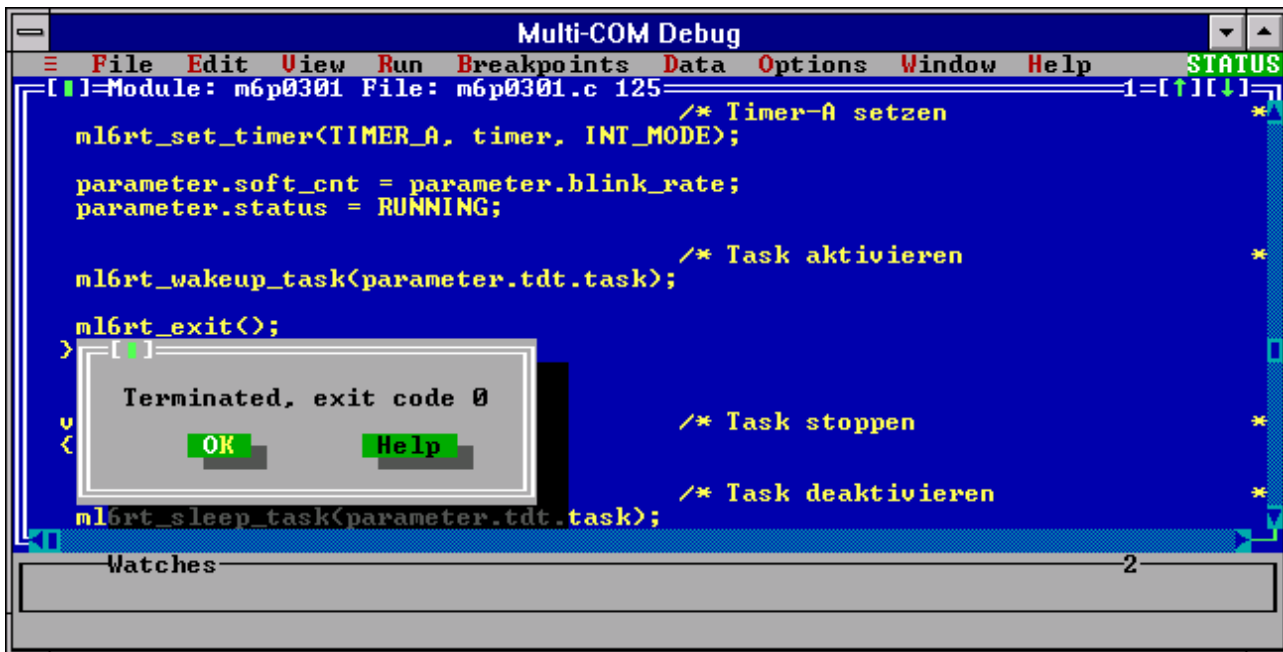 Multi-COM Debug
≡ File Edit View Run Breakpoints Data Options Window Help STATUS
[▮]=Module: m6p0301 File: m6p0301.c 125 1=[↑][↓]
/* Timer-A setzen *
ml6rt_set_timer(TIMER_A, timer, INT_MODE);
parameter.soft_cnt = parameter.blink_rate;
parameter.status = RUNNING;
/* Task aktivieren *
ml6rt_wakeup_task(parameter.tdt.task);
ml6rt_exit();
}
[▮]
Terminated, exit code 0
v /* Task stoppen *
{
OK Help
/* Task deaktivieren *
ml6rt_sleep_task(parameter.tdt.task);
Watches 2